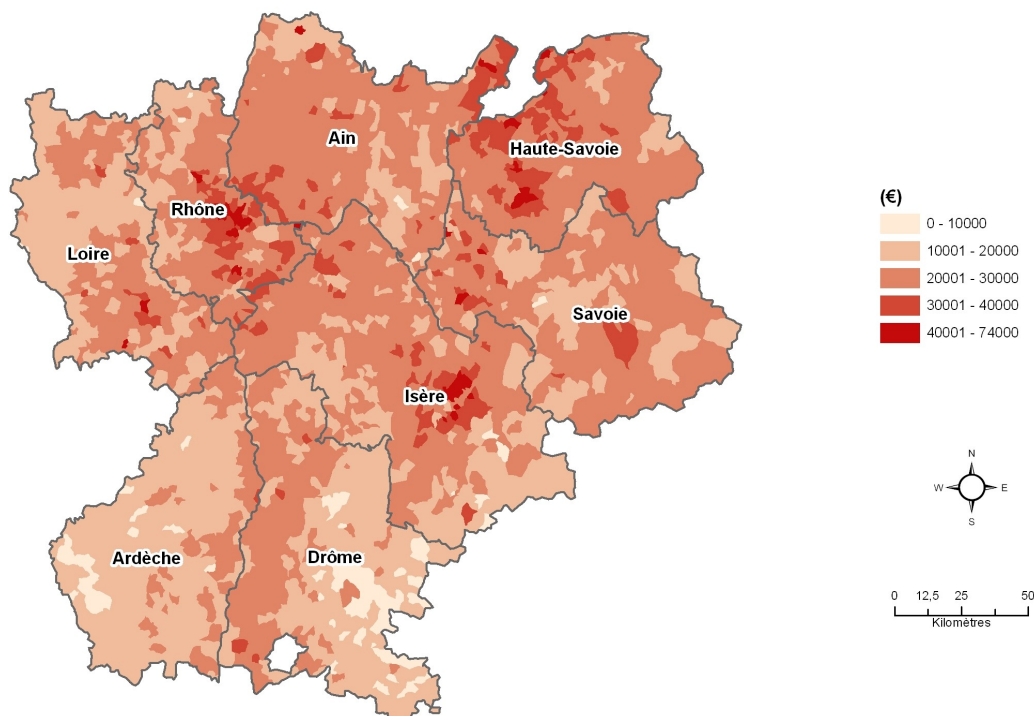 Ain
Haute-Savoie
Rhône
Loire
Savoie
Isère
Ardèche
Drôme
(€)
0 - 10000
10001 - 20000
20001 - 30000
30001 - 40000
40001 - 74000
N
W
E
S
0 12,5 25 50
Kilomètres